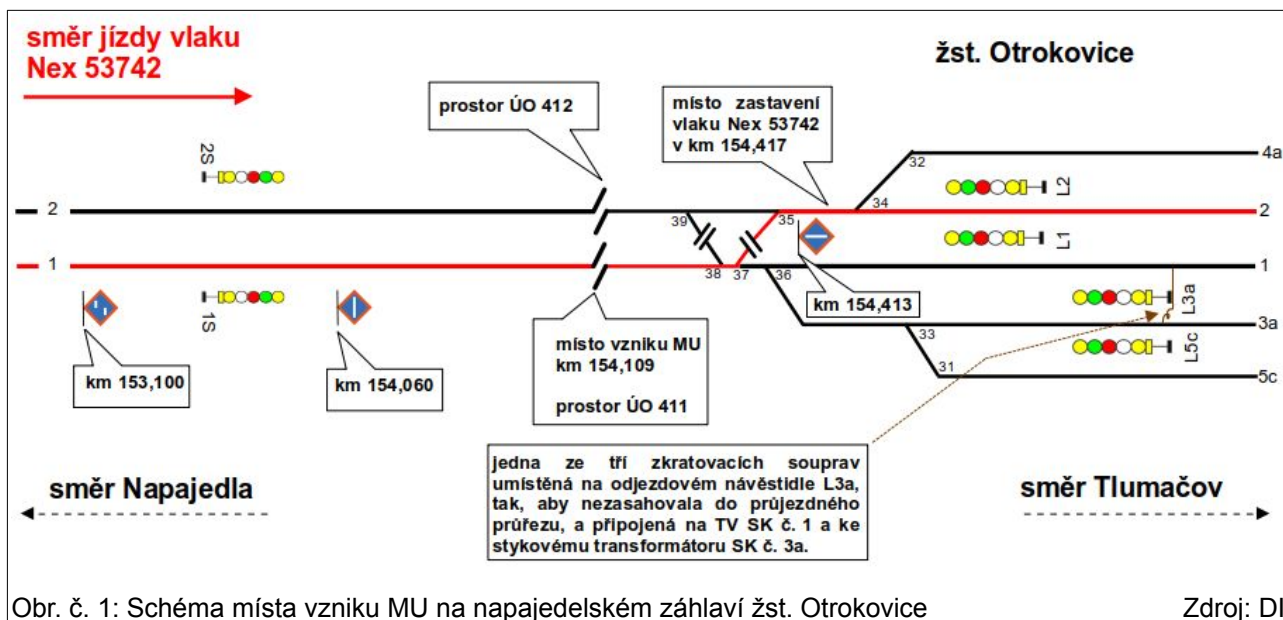 směr jízdy vlaku
Nex 53742
žst. Otrokovice
prostor ÚO 412
místo zastavení
vlaku Nex 53742
v km 154,417
2S
32
4a
L2
2
39
35
34
2
L1
1
38
37
36
1
km 154,413
1S
L3a
km 153,100
km 154,060
místo vzniku MU
km 154,109
prostor ÚO 411
33
3a
L5c
31
5c
jedna ze tří zkratovacích souprav
umístěná na odjezdovém návěstidle L3a,
tak, aby nezasahovala do průjezdného
průřezu, a připojená na TV SK č. 1 a ke
stykovému transformátoru SK č. 3a.
směr Napajedla
směr Tlumačov
Obr. č. 1: Schéma místa vzniku MU na napajedelském záhlaví žst. Otrokovice Zdroj: DI